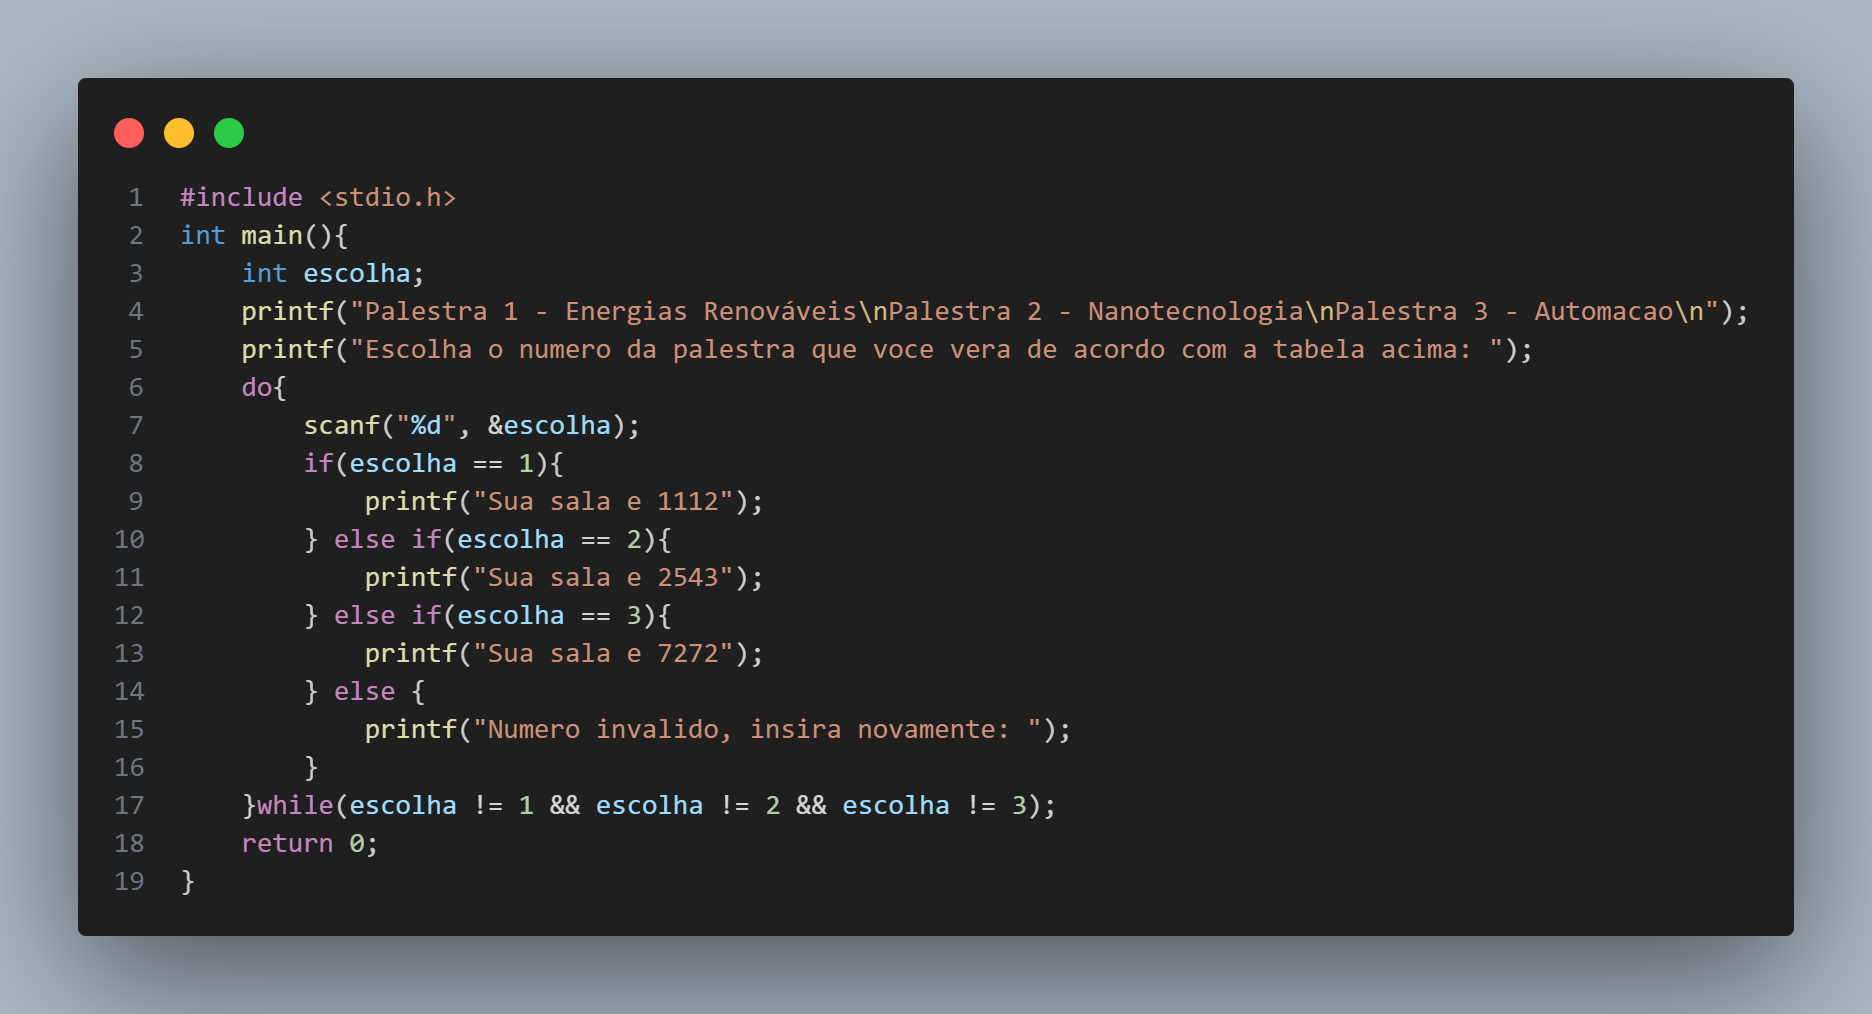 1 #include <stdio.h>
2 int main(){
3     int escolha;
4     printf("Palestra 1 - Energias Renováveis\nPalestra 2 - Nanotecnologia\nPalestra 3 - Automacao\n");
5     printf("Escolha o numero da palestra que voce vera de acordo com a tabela acima: ");
6     do{
7         scanf("%d", &escolha);
8         if(escolha == 1){
9             printf("Sua sala e 1112");
10         } else if(escolha == 2){
11             printf("Sua sala e 2543");
12         } else if(escolha == 3){
13             printf("Sua sala e 7272");
14         } else {
15             printf("Numero invalido, insira novamente: ");
16         }
17     }while(escolha != 1 && escolha != 2 && escolha != 3);
18     return 0;
19 }